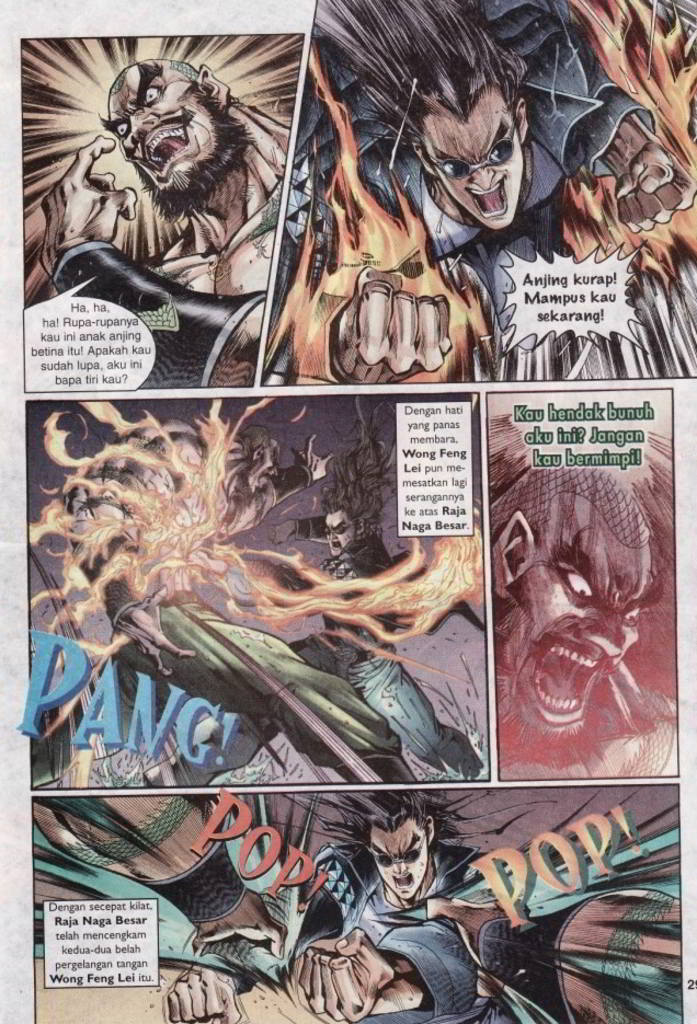 Ha, ha,
ha! Rupa-rupanya
kau ini anak anjing
betina itu! Apakah kau
sudah lupa, aku ini
bapa tiri kau?
Anjing kurap!
Mampus kau
sekarang!
Dengan hati
yang panas
membara,
Wong Feng
Lei pun me-
mesatkan lagi
serangannya
ke atas Raja
Naga Besar.
PANG!
Kau hendak bunuh
aku ini? Jangan
kau bermimpi!
POP!
POP!
Dengan secepat kilat,
Raja Naga Besar
telah mencengkam
kedua-dua belah
pergelangan tangan
Wong Feng Lei itu.